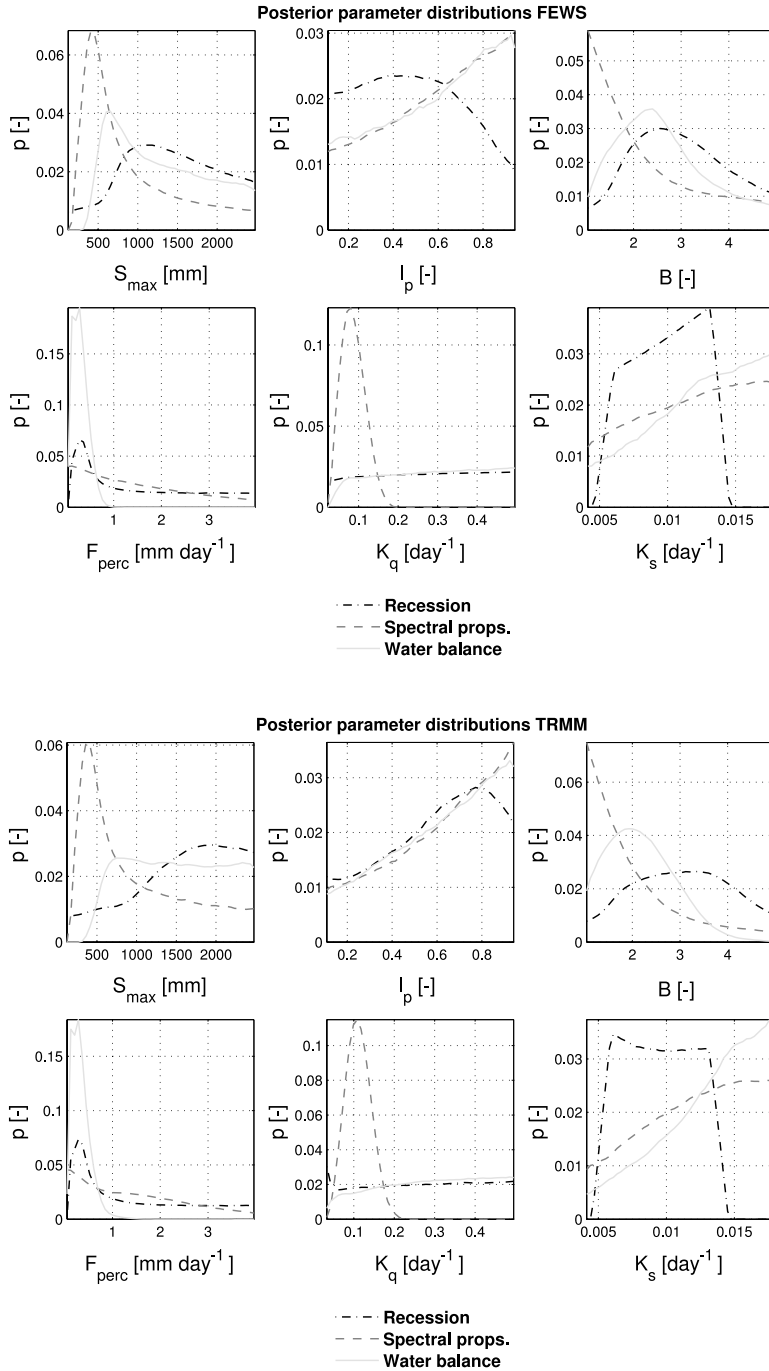 Posterior parameter distributions FEWS
0.06
0.04
0.02
0
p [-]
500 1000 1500 2000
S_max [mm]
0.03
0.02
0.01
0
p [-]
0.2 0.4 0.6 0.8
I_p [-]
0.05
0.04
0.03
0.02
0.01
0
p [-]
2 3 4
B [-]
0.15
0.1
0.05
0
p [-]
1 2 3
F_perc [mm day^-1]
0.1
0.05
0
p [-]
0.1 0.2 0.3 0.4
K_q [day^-1]
0.03
0.02
0.01
0
p [-]
0.005 0.01 0.015
K_s [day^-1]
Recession
Spectral props.
Water balance
Posterior parameter distributions TRMM
0.06
0.04
0.02
0
p [-]
500 1000 1500 2000
S_max [mm]
0.03
0.02
0.01
0
p [-]
0.2 0.4 0.6 0.8
I_p [-]
0.06
0.04
0.02
0
p [-]
2 3 4
B [-]
0.15
0.1
0.05
0
p [-]
1 2 3
F_perc [mm day^-1]
0.1
0.08
0.06
0.04
0.02
0
p [-]
0.1 0.2 0.3 0.4
K_q [day^-1]
0.03
0.02
0.01
0
p [-]
0.005 0.01 0.015
K_s [day^-1]
Recession
Spectral props.
Water balance